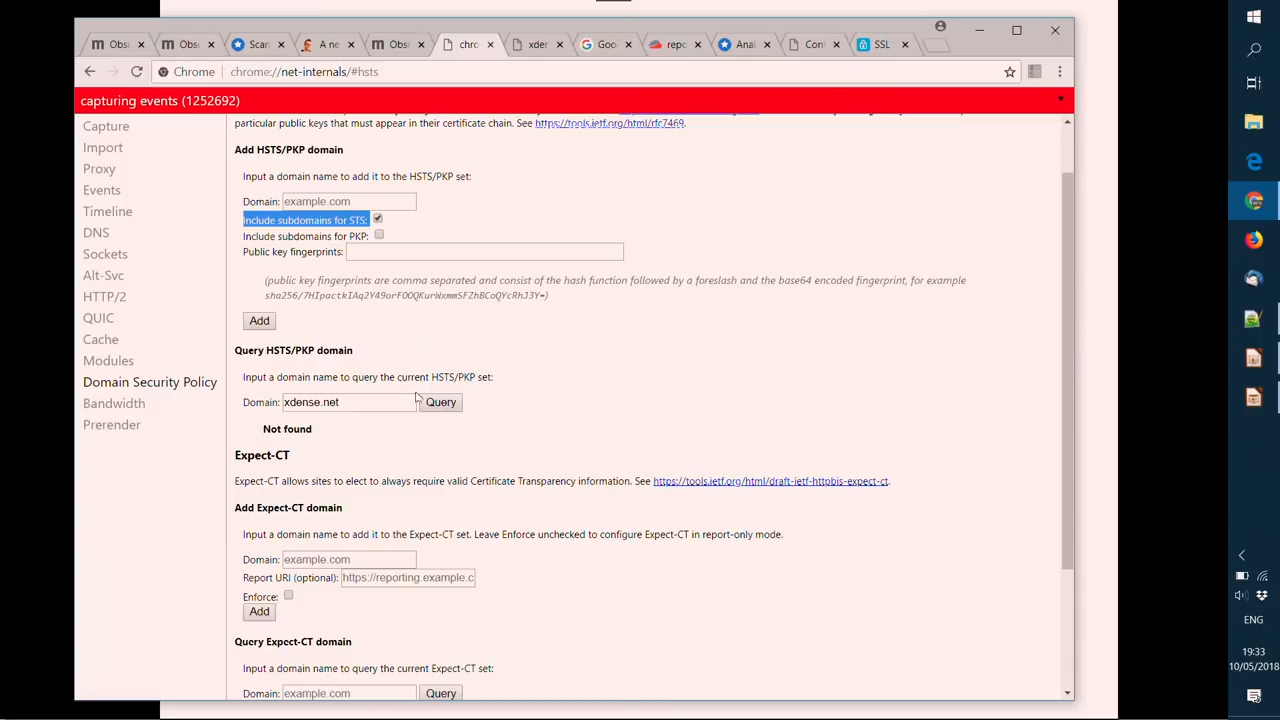 Obse
Obse
Scan
A ne
Obse
chro
xder
Goo
repo
Anal
Con
SSL
Chrome
chrome://net-internals/#hsts
capturing events (1252692)
Capture
Import
Proxy
Events
Timeline
DNS
Sockets
Alt-Svc
HTTP/2
QUIC
Cache
Modules
Domain Security Policy
Bandwidth
Prerender
particular public keys that must appear in their certificate chain. See https://tools.ietf.org/html/rfc7469.
Add HSTS/PKP domain
Input a domain name to add it to the HSTS/PKP set:
Domain: example.com
Include subdomains for STS:
Include subdomains for PKP:
Public key fingerprints:
(public key fingerprints are comma separated and consist of the hash function followed by a foreslash and the base64 encoded fingerprint, for example
sha256/7HIpactkIAq2Y49orFOOQKurWxmmSFZhBCoQYcRhJ3Y=)
Add
Query HSTS/PKP domain
Input a domain name to query the current HSTS/PKP set:
Domain: xdense.net Query
Not found
Expect-CT
Expect-CT allows sites to elect to always require valid Certificate Transparency information. See https://tools.ietf.org/html/draft-ietf-httpbis-expect-ct.
Add Expect-CT domain
Input a domain name to add it to the Expect-CT set. Leave Enforce unchecked to configure Expect-CT in report-only mode.
Domain: example.com
Report URI (optional): https://reporting.example.c
Enforce:
Add
Query Expect-CT domain
Input a domain name to query the current Expect-CT set:
Domain: example.com Query
ENG
19:33
10/05/2018